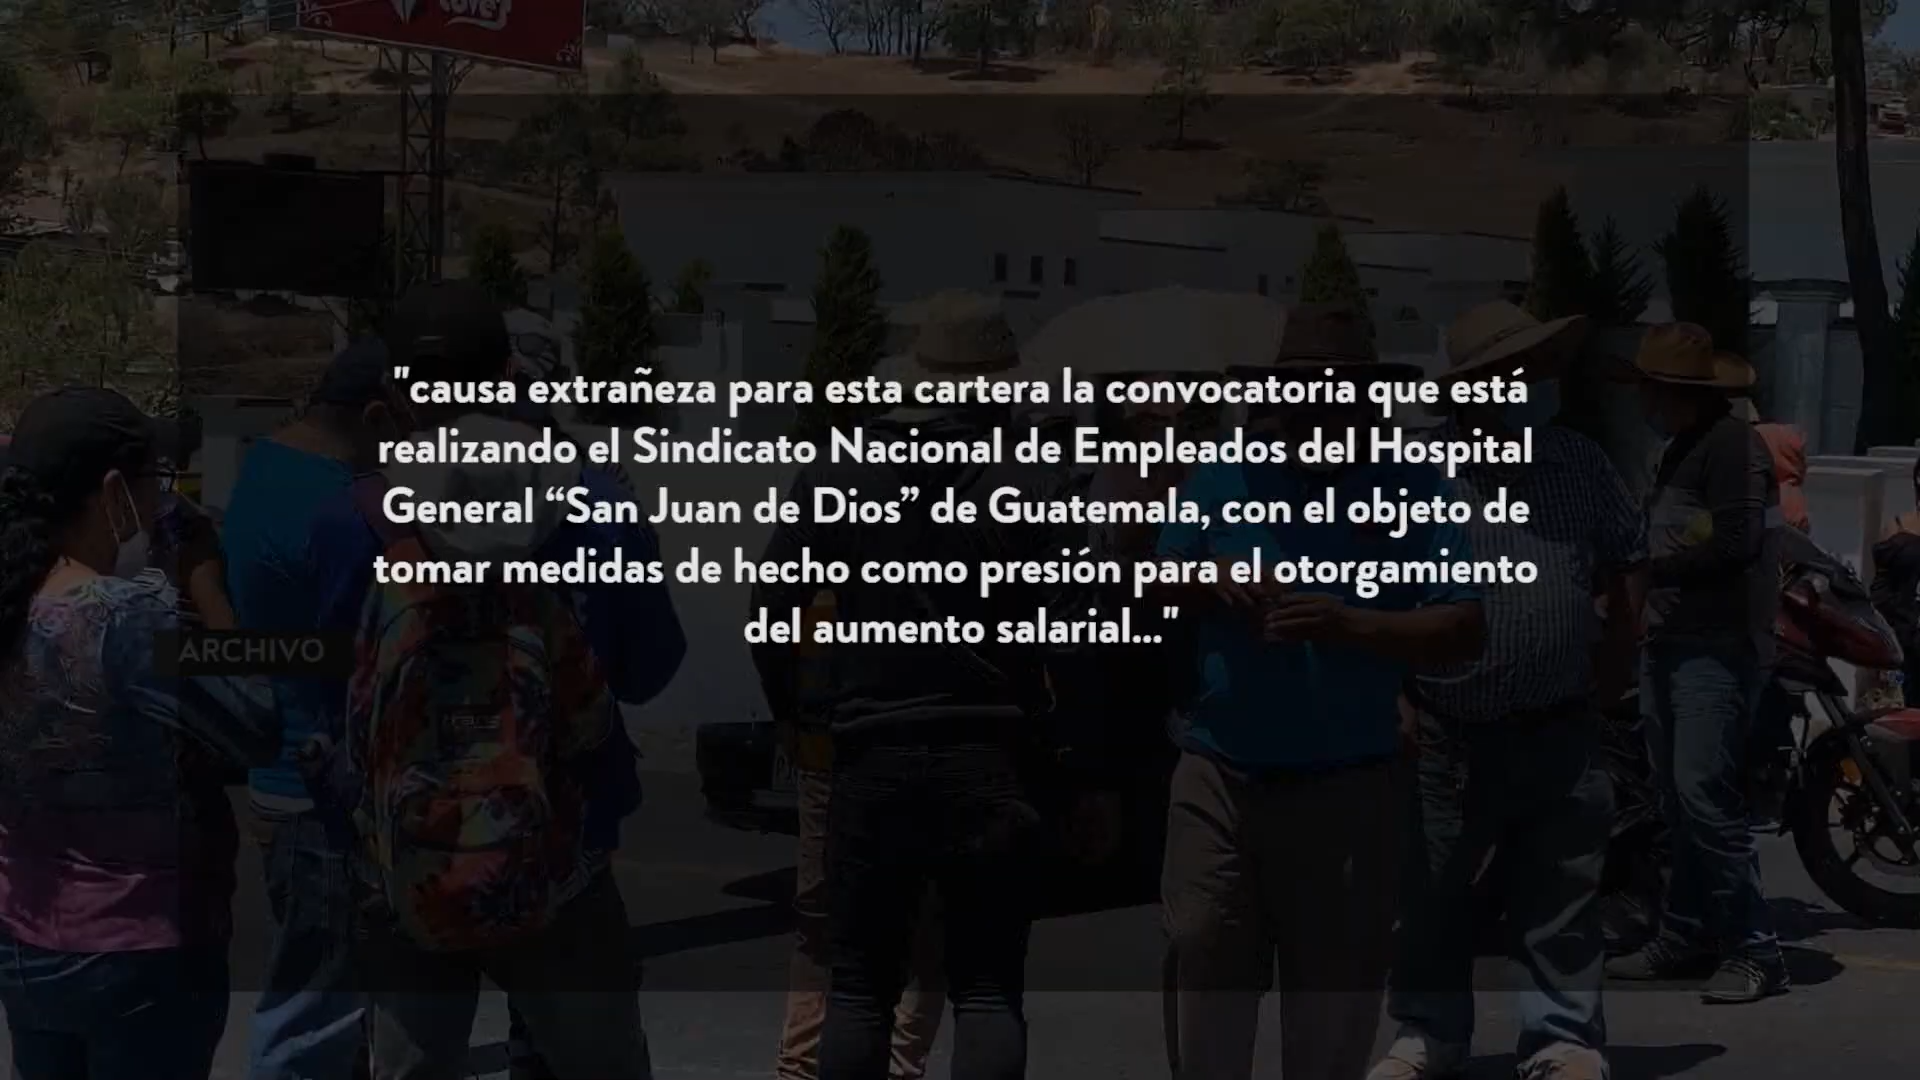 "causa extrañeza para esta cartera la convocatoria que está
realizando el Sindicato Nacional de Empleados del Hospital
General “San Juan de Dios” de Guatemala, con el objeto de
tomar medidas de hecho como presión para el otorgamiento
del aumento salarial..."
ARCHIVO